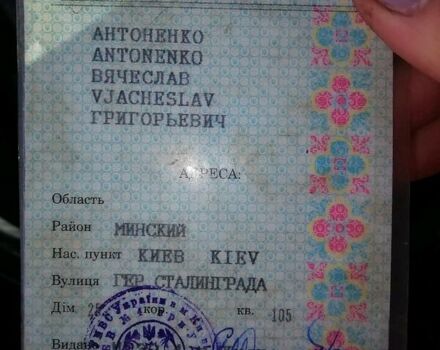 АНТОНЕНКО
ANTONENKO
ВЯЧЕСЛАВ
VJACHESLAV
ГРИГОРЬЕВИЧ
АДРЕСА:
Область
Район МИНСКИЙ
Нас. пункт КИЕВ KIEV
Вулиця ГЕР СТАЛИНГРАДА
Дім кор. кв. 105
Видано